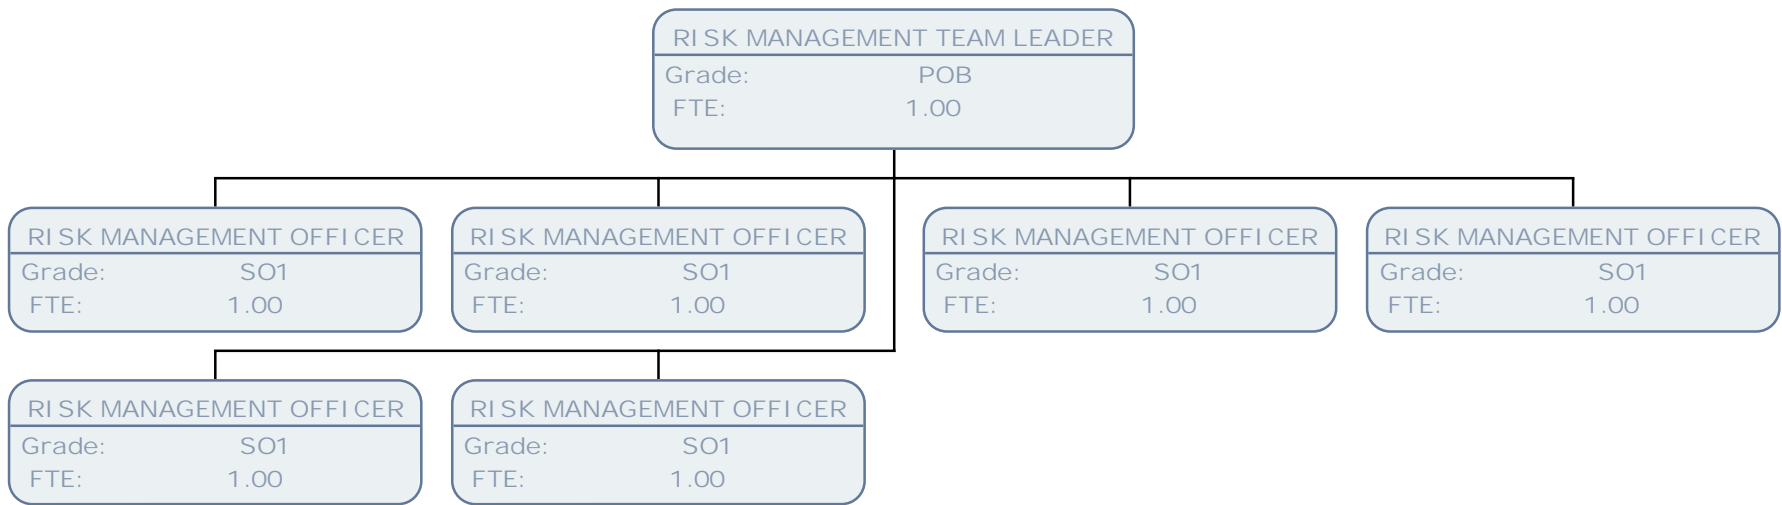 RISK MANAGEMENT TEAM LEADER
Grade: POB
FTE: 1.00
RISK MANAGEMENT OFFICER
Grade: SO1
FTE: 1.00
RISK MANAGEMENT OFFICER
Grade: SO1
FTE: 1.00
RISK MANAGEMENT OFFICER
Grade: SO1
FTE: 1.00
RISK MANAGEMENT OFFICER
Grade: SO1
FTE: 1.00
RISK MANAGEMENT OFFICER
Grade: SO1
FTE: 1.00
RISK MANAGEMENT OFFICER
Grade: SO1
FTE: 1.00